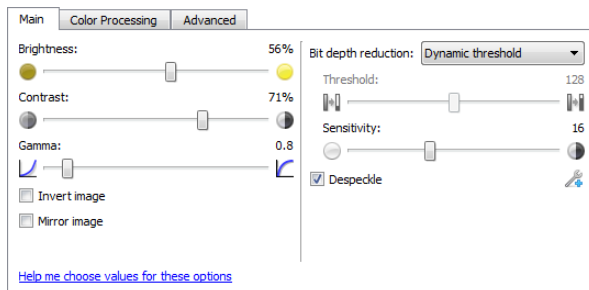 Main Color Processing Advanced
Brightness: 56%
Contrast: 71%
Gamma: 0.8
Invert image
Mirror image
Help me choose values for these options
Bit depth reduction: Dynamic threshold
Threshold: 128
Sensitivity: 16
Despeckle